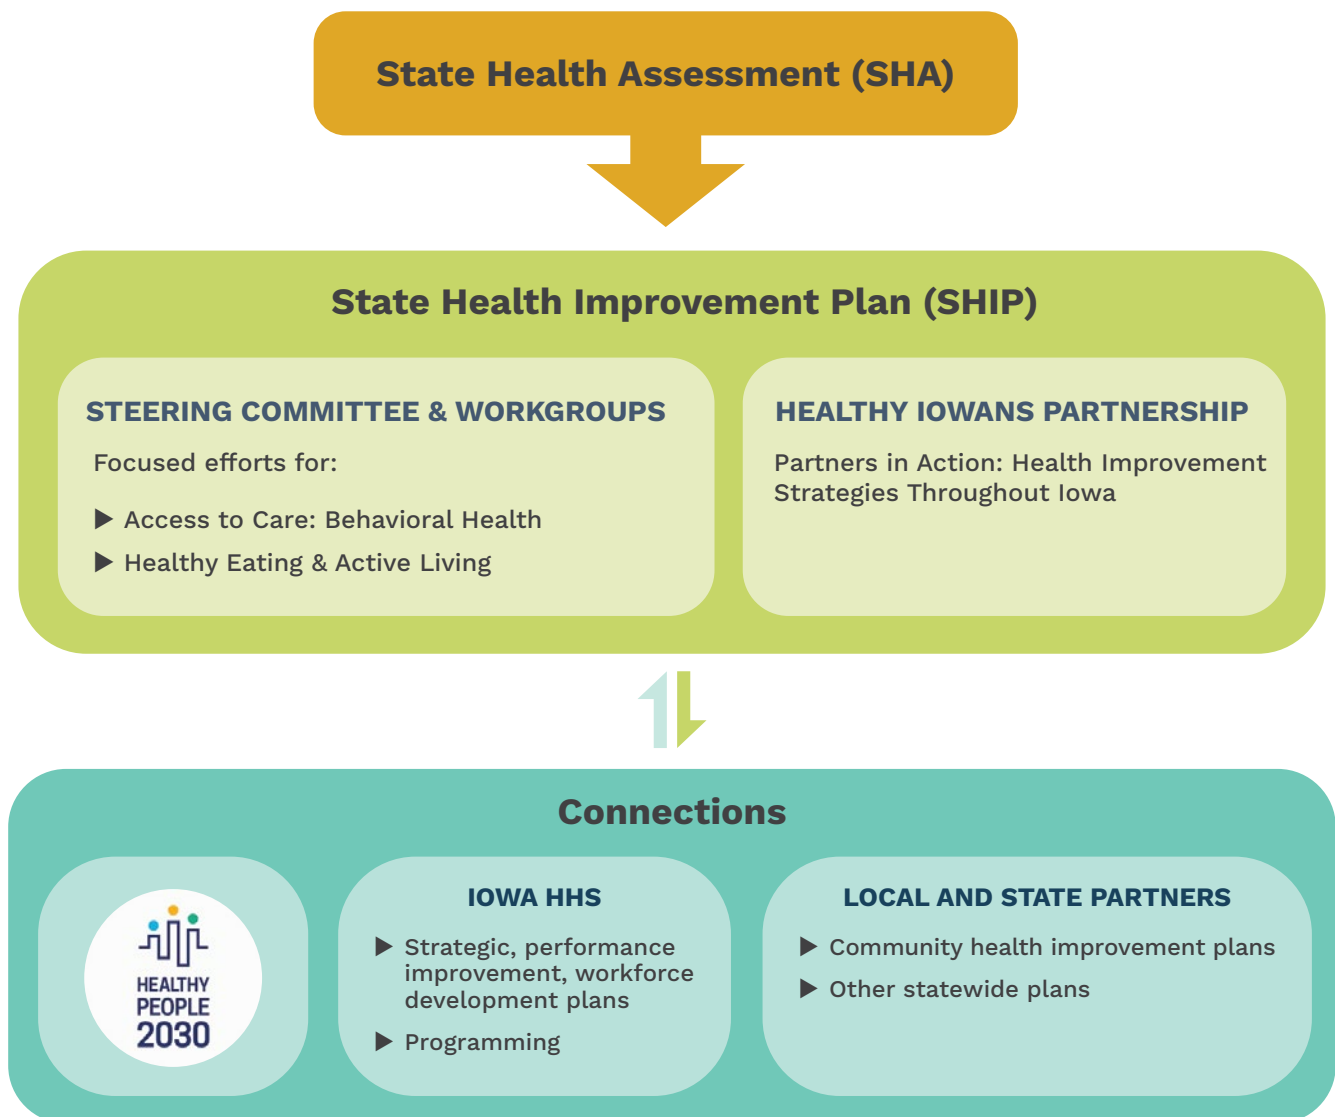 State Health Assessment (SHA)
State Health Improvement Plan (SHIP)
STEERING COMMITTEE & WORKGROUPS
Focused efforts for:
▶ Access to Care: Behavioral Health
▶ Healthy Eating & Active Living
HEALTHY IOWANS PARTNERSHIP
Partners in Action: Health Improvement
Strategies Throughout Iowa
Connections
HEALTHY
PEOPLE
2030
IOWA HHS
▶ Strategic, performance
improvement, workforce
development plans
▶ Programming
LOCAL AND STATE PARTNERS
▶ Community health improvement plans
▶ Other statewide plans